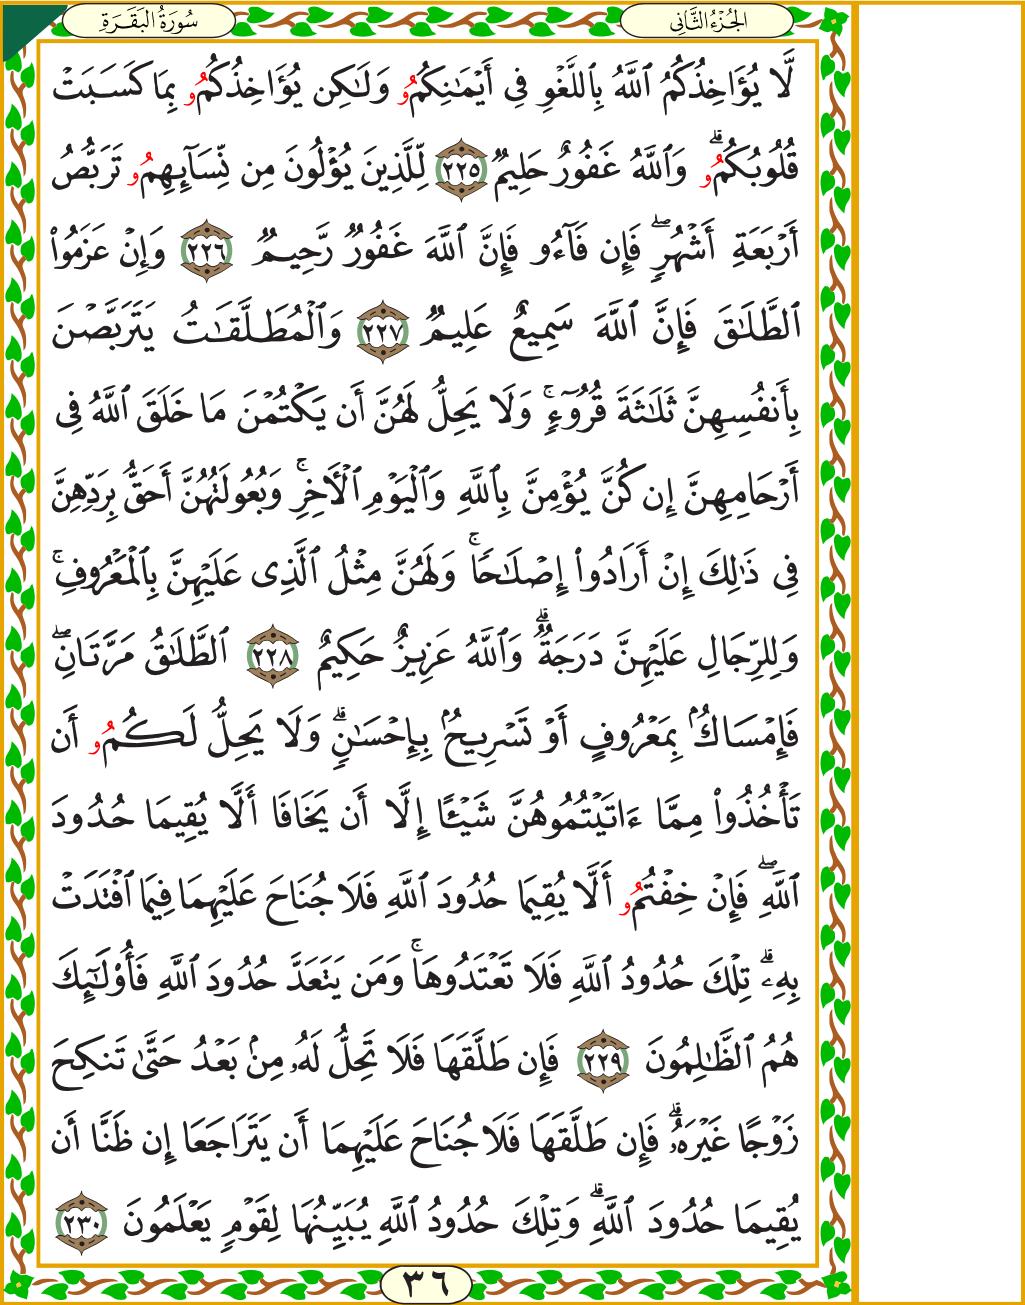 الجُزْءُ الثَّانِي
سُورَةُ البَقَرَةِ
لَّا يُؤَاخِذُكُمُ ٱللَّهُ بِٱللَّغْوِ فِىٓ أَيْمَـٰنِكُمُۥ وَلَـٰكِن يُؤَاخِذُكُمُۥ بِمَا كَسَبَتْ
قُلُوبُكُمُۥ ۗ وَٱللَّهُ غَفُورٌ حَلِيمٌ ٢٢٥ لِّلَّذِينَ يُؤْلُونَ مِن نِّسَآئِهِمُۥ تَرَبُّصُ
أَرْبَعَةِ أَشْهُرٍ ۖ فَإِن فَآءُو فَإِنَّ ٱللَّهَ غَفُورٌ رَّحِيمٌ ٢٢٦ وَإِنْ عَزَمُوا۟
ٱلطَّلَـٰقَ فَإِنَّ ٱللَّهَ سَمِيعٌ عَلِيمٌ ٢٢٧ وَٱلْمُطَلَّقَـٰتُ يَتَرَبَّصْنَ
بِأَنفُسِهِنَّ ثَلَـٰثَةَ قُرُوٓءٍ ۚ وَلَا يَحِلُّ لَهُنَّ أَن يَكْتُمْنَ مَا خَلَقَ ٱللَّهُ فِىٓ
أَرْحَامِهِنَّ إِن كُنَّ يُؤْمِنَّ بِٱللَّهِ وَٱلْيَوْمِ ٱلْـَٔاخِرِ ۚ وَبُعُولَتُهُنَّ أَحَقُّ بِرَدِّهِنَّ
فِى ذَٰلِكَ إِنْ أَرَادُوٓا۟ إِصْلَـٰحًا ۚ وَلَهُنَّ مِثْلُ ٱلَّذِى عَلَيْهِنَّ بِٱلْمَعْرُوفِ ۚ
وَلِلرِّجَالِ عَلَيْهِنَّ دَرَجَةٌ ۗ وَٱللَّهُ عَزِيزٌ حَكِيمٌ ٢٢٨ ٱلطَّلَـٰقُ مَرَّتَانِ ۖ
فَإِمْسَاكٌۢ بِمَعْرُوفٍ أَوْ تَسْرِيحٌۢ بِإِحْسَـٰنٍ ۗ وَلَا يَحِلُّ لَكُمُۥ أَن
تَأْخُذُوا۟ مِمَّآ ءَاتَيْتُمُوهُنَّ شَيْـًٔا إِلَّآ أَن يَخَافَآ أَلَّا يُقِيمَا حُدُودَ
ٱللَّهِ ۖ فَإِنْ خِفْتُمُۥ أَلَّا يُقِيمَا حُدُودَ ٱللَّهِ فَلَا جُنَاحَ عَلَيْهِمَا فِيمَا ٱفْتَدَتْ
بِهِۦ ۗ تِلْكَ حُدُودُ ٱللَّهِ فَلَا تَعْتَدُوهَا ۚ وَمَن يَتَعَدَّ حُدُودَ ٱللَّهِ فَأُو۟لَـٰٓئِكَ
هُمُ ٱلظَّـٰلِمُونَ ٢٢٩ فَإِن طَلَّقَهَا فَلَا تَحِلُّ لَهُۥ مِنۢ بَعْدُ حَتَّىٰ تَنكِحَ
زَوْجًا غَيْرَهُۥ ۗ فَإِن طَلَّقَهَا فَلَا جُنَاحَ عَلَيْهِمَآ أَن يَتَرَاجَعَآ إِن ظَنَّآ أَن
يُقِيمَا حُدُودَ ٱللَّهِ ۗ وَتِلْكَ حُدُودُ ٱللَّهِ يُبَيِّنُهَا لِقَوْمٍ يَعْلَمُونَ ٢٣٠
٣٦